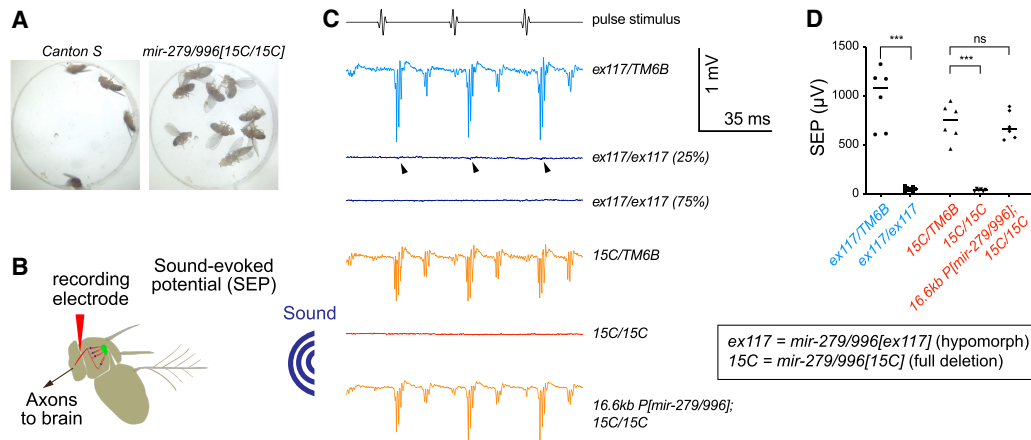 A
Canton S
mir-279/996[15C/15C]
B
recording
electrode
Sound-evoked
potential (SEP)
Axons
to brain
Sound
C
pulse stimulus
ex117/TM6B
1 mV
35 ms
ex117/ex117 (25%)
ex117/ex117 (75%)
15C/TM6B
15C/15C
16.6kb P[mir-279/996];
15C/15C
D
ns
***
***
SEP (µV)
1500
1000
500
0
ex117/TM6B
ex117/ex117
15C/TM6B
15C/15C
16.6kb P[mir-279/996];
15C/15C
ex117 = mir-279/996[ex117] (hypomorph)
15C = mir-279/996[15C] (full deletion)